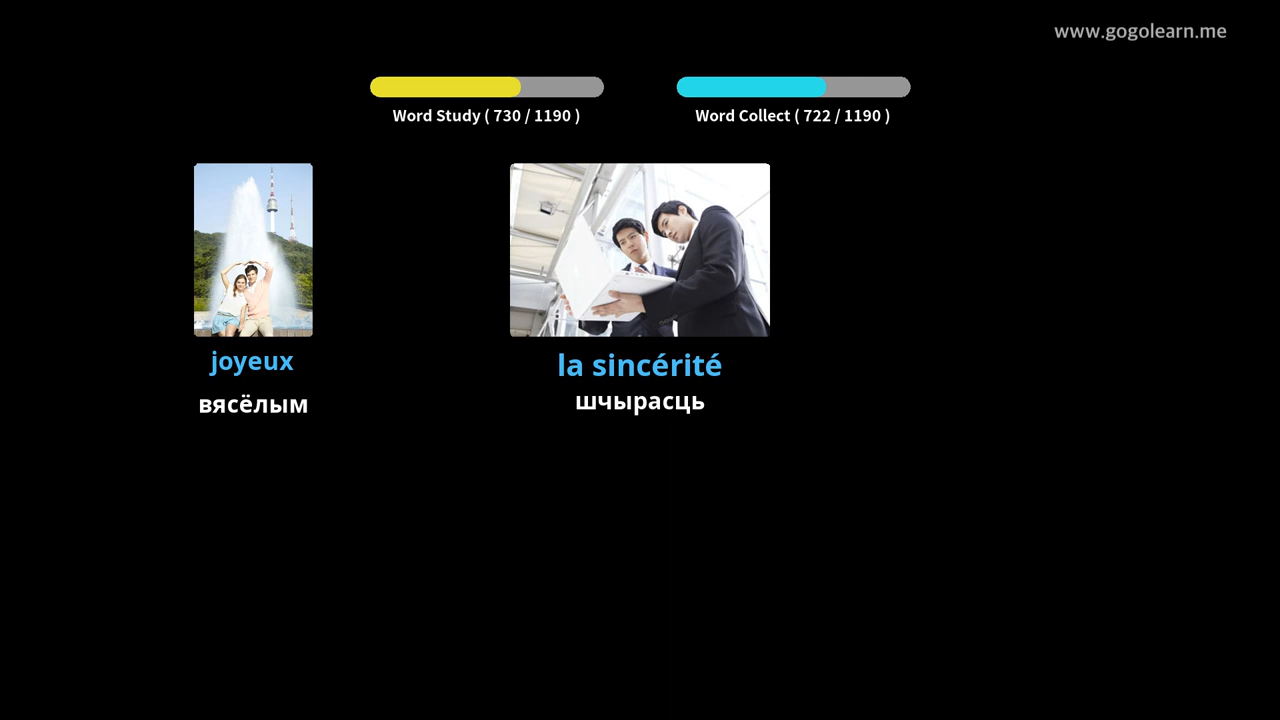 www.gogolearn.me
Word Study ( 730 / 1190 )
Word Collect ( 722 / 1190 )
joyeux
вясёлым
la sincérité
шчырасць